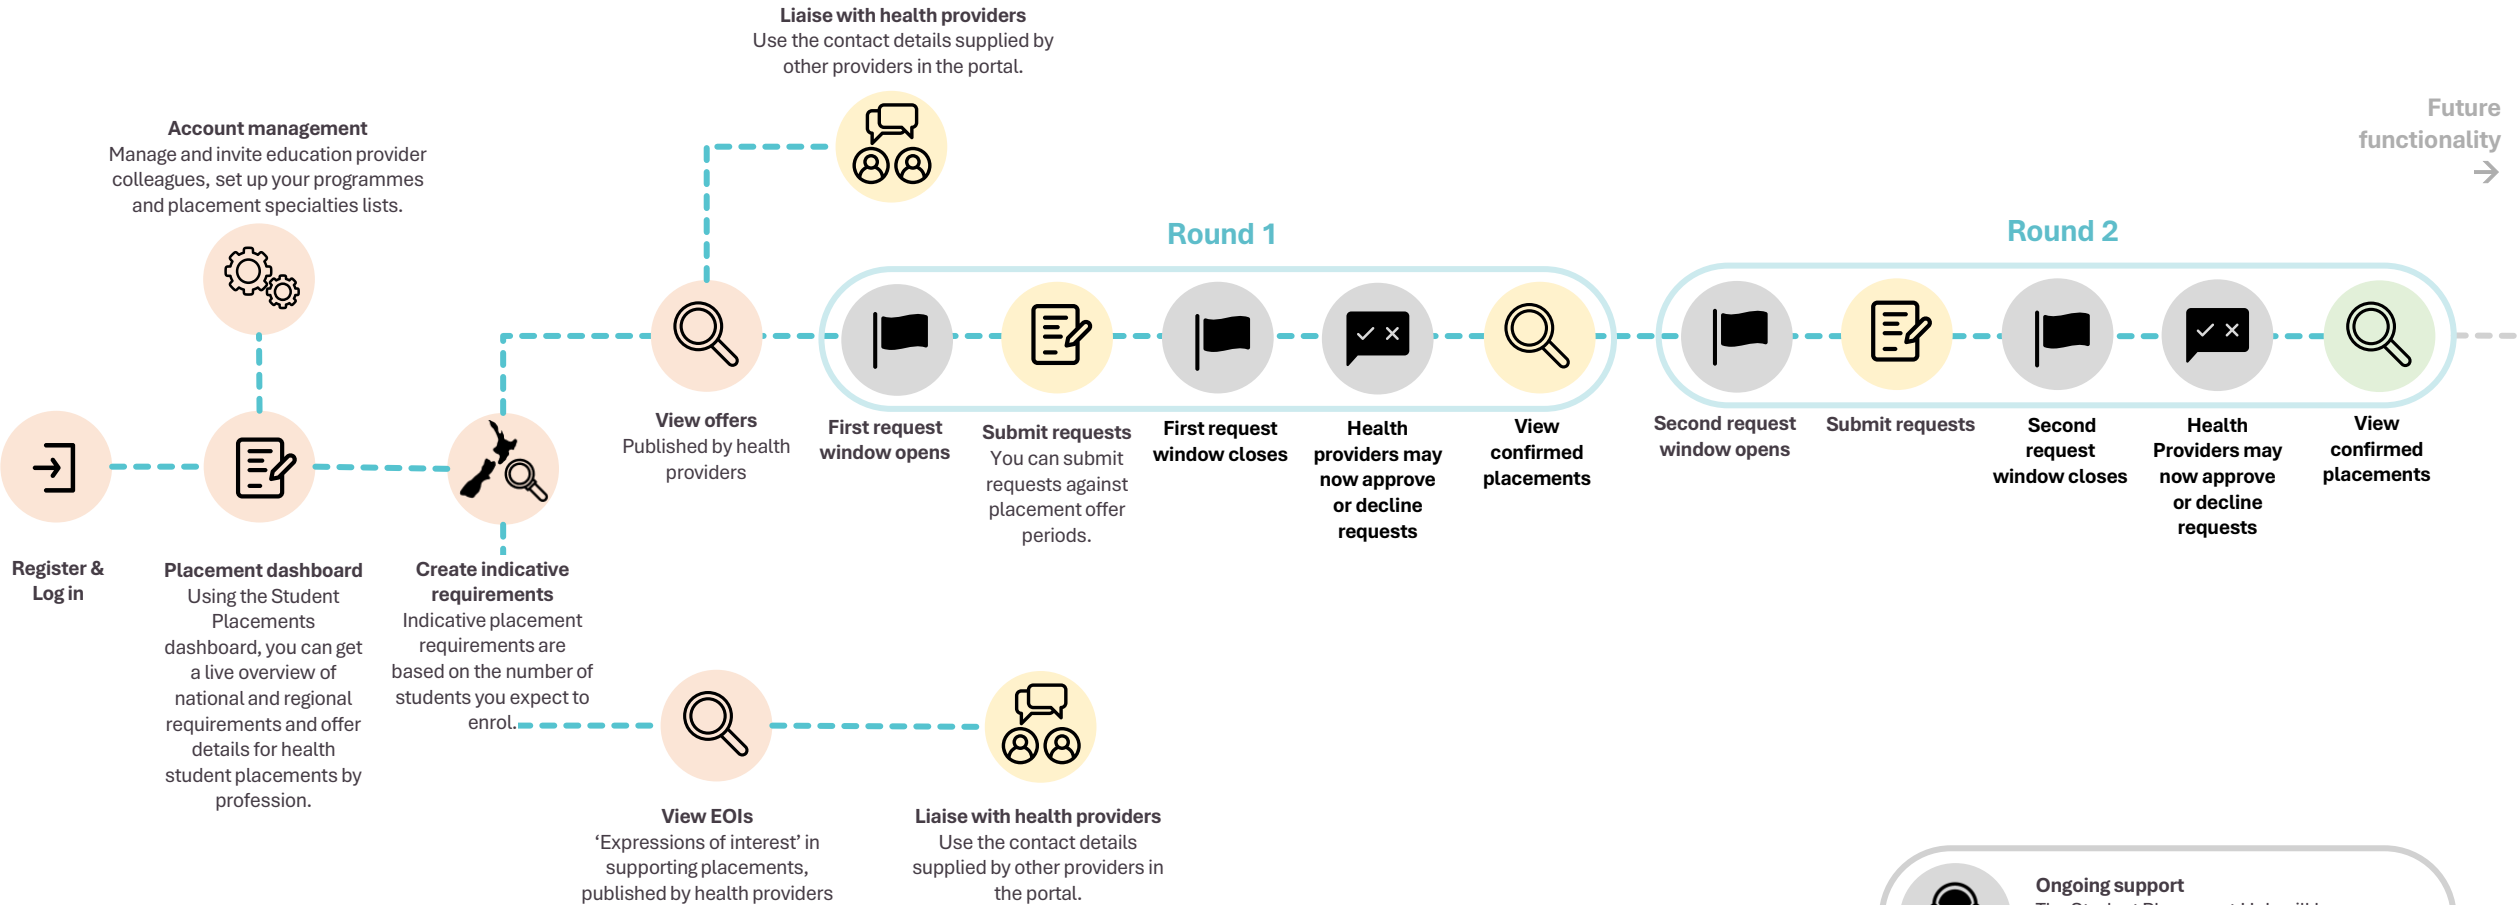 Liaise with health providers
Use the contact details supplied by
other providers in the portal.
Account management
Manage and invite education provider
colleagues, set up your programmes
and placement specialties lists.
Future
functionality
→
Round 1
Round 2
View offers
Published by health
providers
First request
window opens
Submit requests
You can submit
requests against
placement offer
periods.
First request
window closes
Health
providers may
now approve
or decline
requests
View
confirmed
placements
Second request
window opens
Submit requests
Second
request
window closes
Health
Providers may
now approve
or decline
requests
View
confirmed
placements
Register &
Log in
Placement dashboard
Using the Student
Placements
dashboard, you can get
a live overview of
national and regional
requirements and offer
details for health
student placements by
profession.
Create indicative
requirements
Indicative placement
requirements are
based on the number of
students you expect to
enrol.
View EOIs
‘Expressions of interest’ in
supporting placements,
published by health providers
Liaise with health providers
Use the contact details
supplied by other providers in
the portal.
Ongoing support